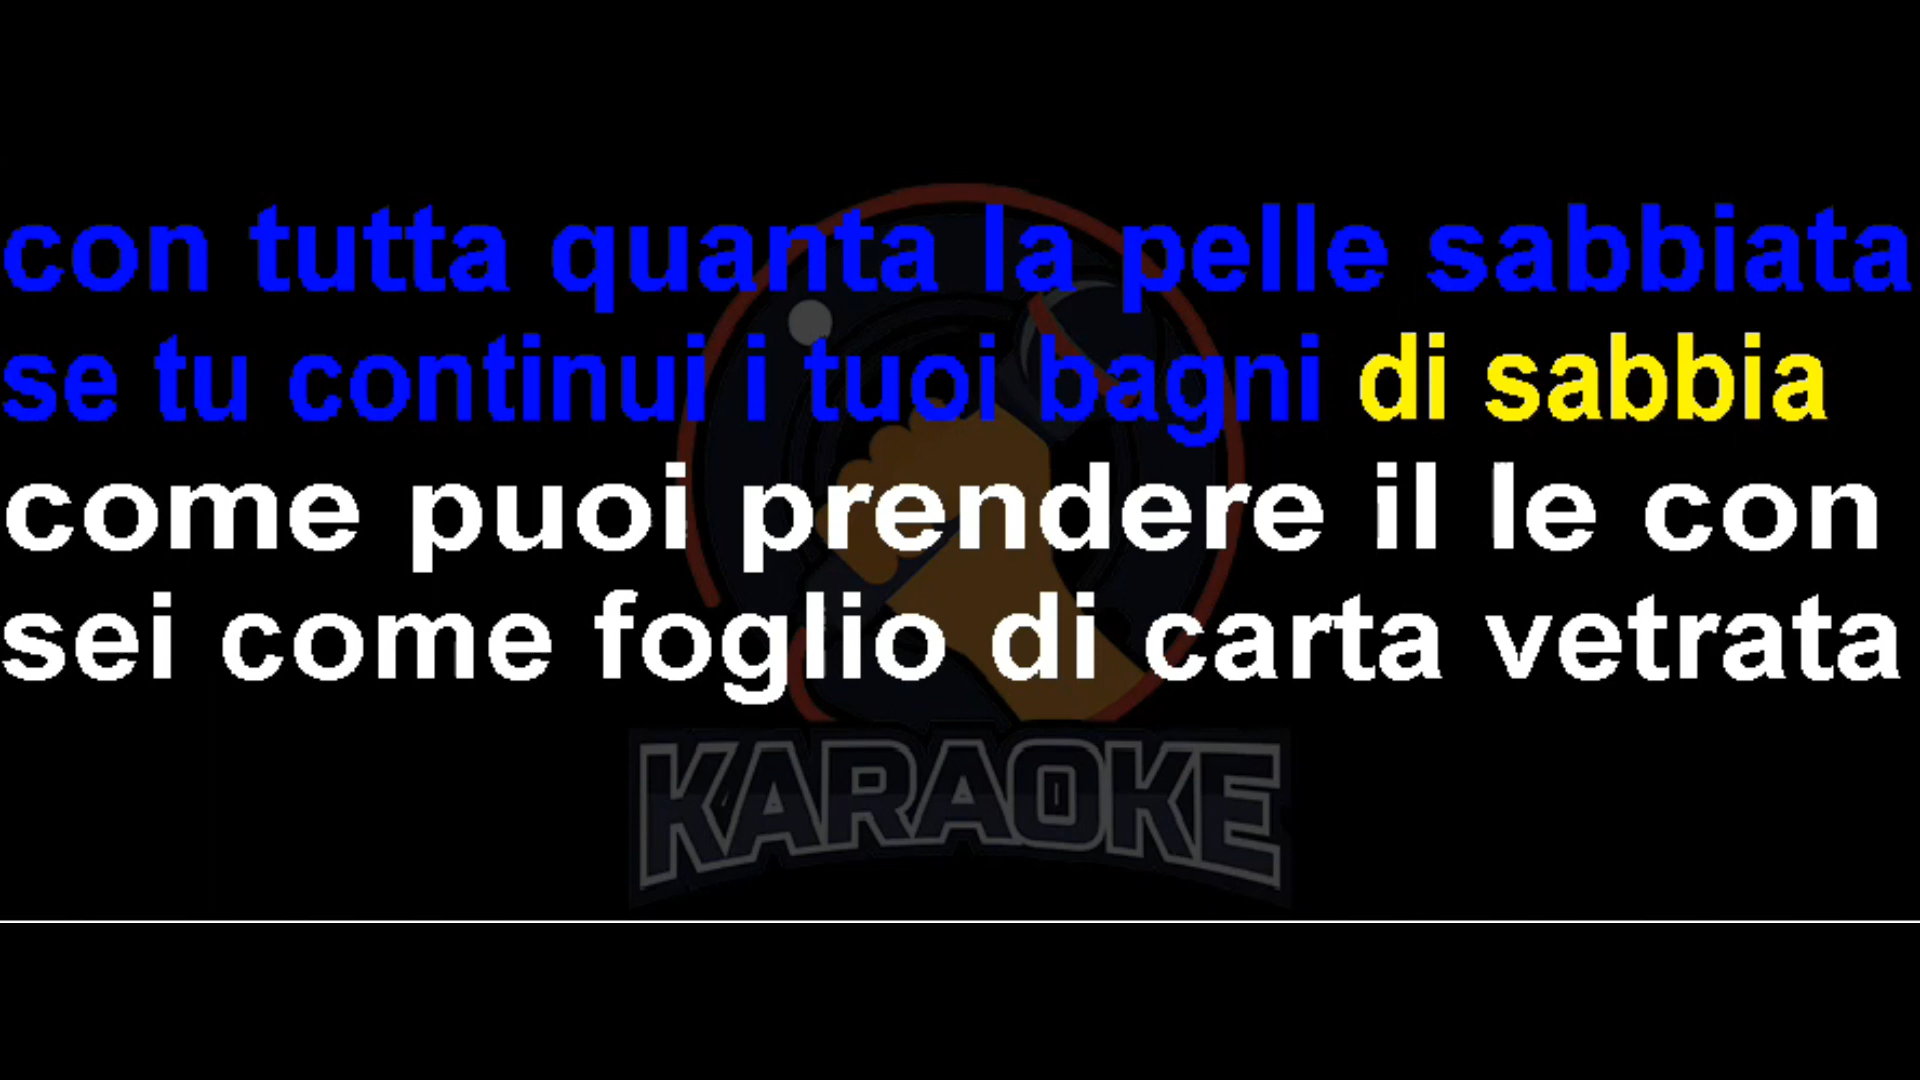 con tutta quanta la pelle sabbiata
se tu continui i tuoi bagni di sabbia
come puoi prendere il le con
sei come foglio di carta vetrata
KARAOKE